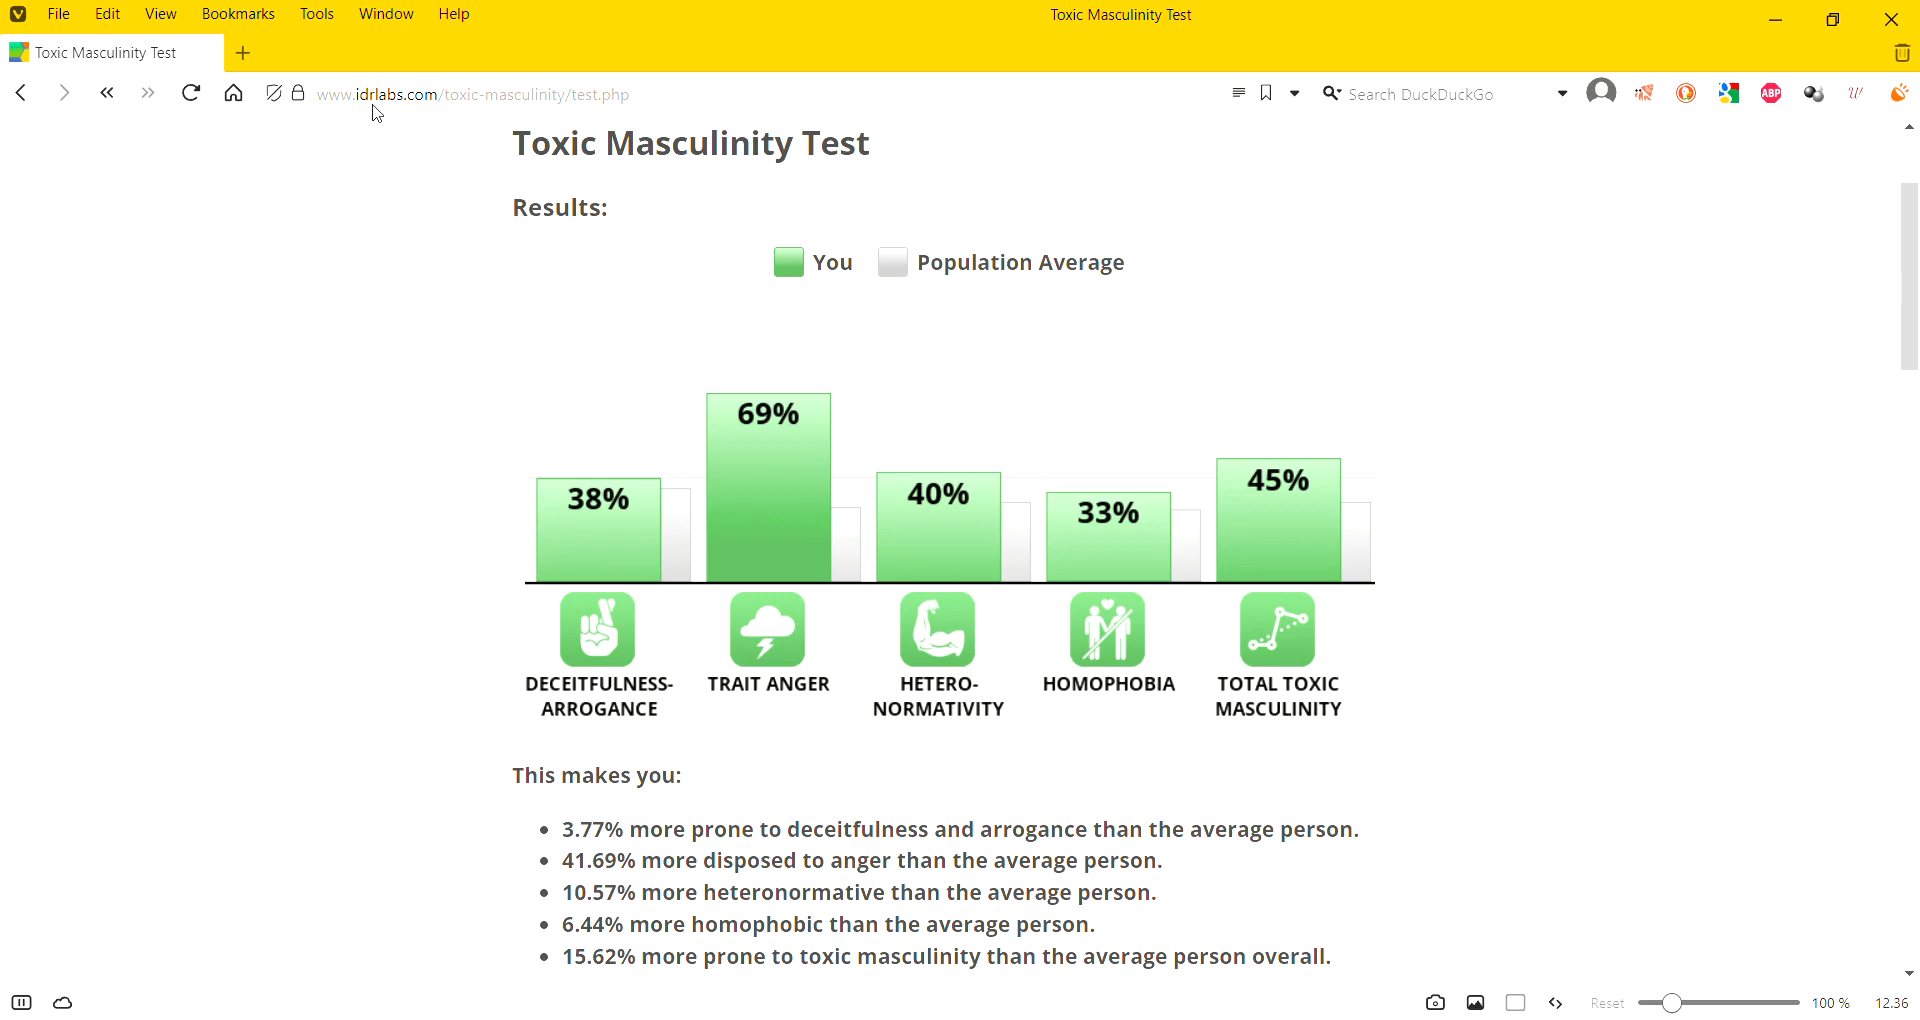 File Edit View Bookmarks Tools Window Help
Toxic Masculinity Test
Toxic Masculinity Test
www.idrlabs.com/toxic-masculinity/test.php
Search DuckDuckGo
ABP
Toxic Masculinity Test
Results:
You Population Average
38%
69%
40%
33%
45%
DECEITFULNESS-
ARROGANCE
TRAIT ANGER
HETERO-
NORMATIVITY
HOMOPHOBIA
TOTAL TOXIC
MASCULINITY
This makes you:
• 3.77% more prone to deceitfulness and arrogance than the average person.
• 41.69% more disposed to anger than the average person.
• 10.57% more heteronormative than the average person.
• 6.44% more homophobic than the average person.
• 15.62% more prone to toxic masculinity than the average person overall.
Reset 100 % 12.36